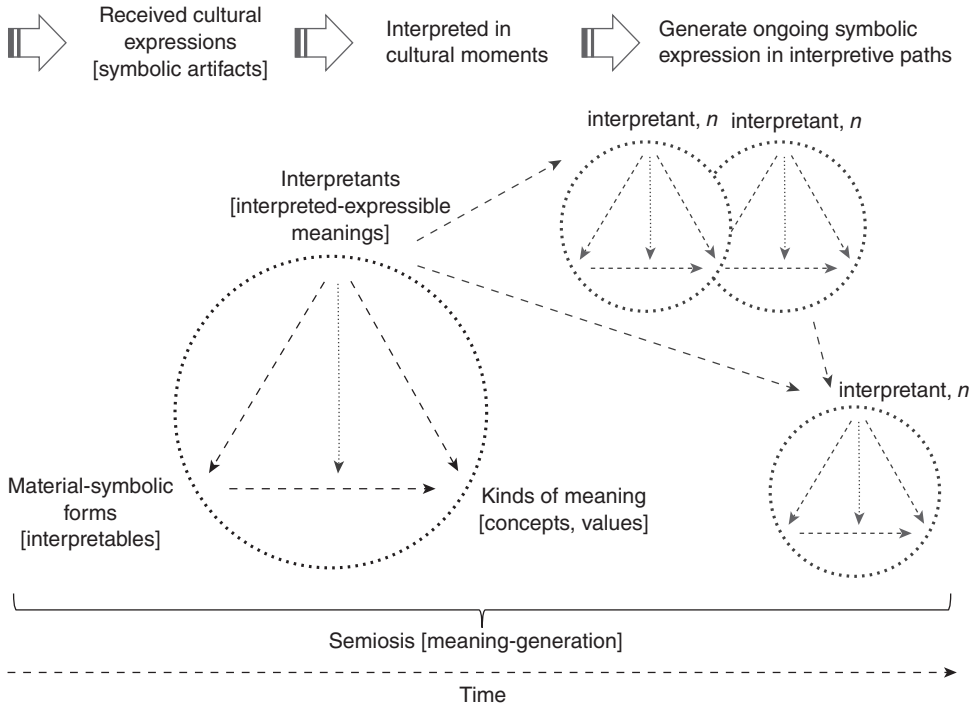 Received cultural
expressions
[symbolic artifacts]
Interpreted in
cultural moments
Generate ongoing symbolic
expression in interpretive paths
interpretant, n
interpretant, n
Interpretants
[interpreted-expressible
meanings]
interpretant, n
Material-symbolic
forms
[interpretables]
Kinds of meaning
[concepts, values]
Semiosis [meaning-generation]
Time